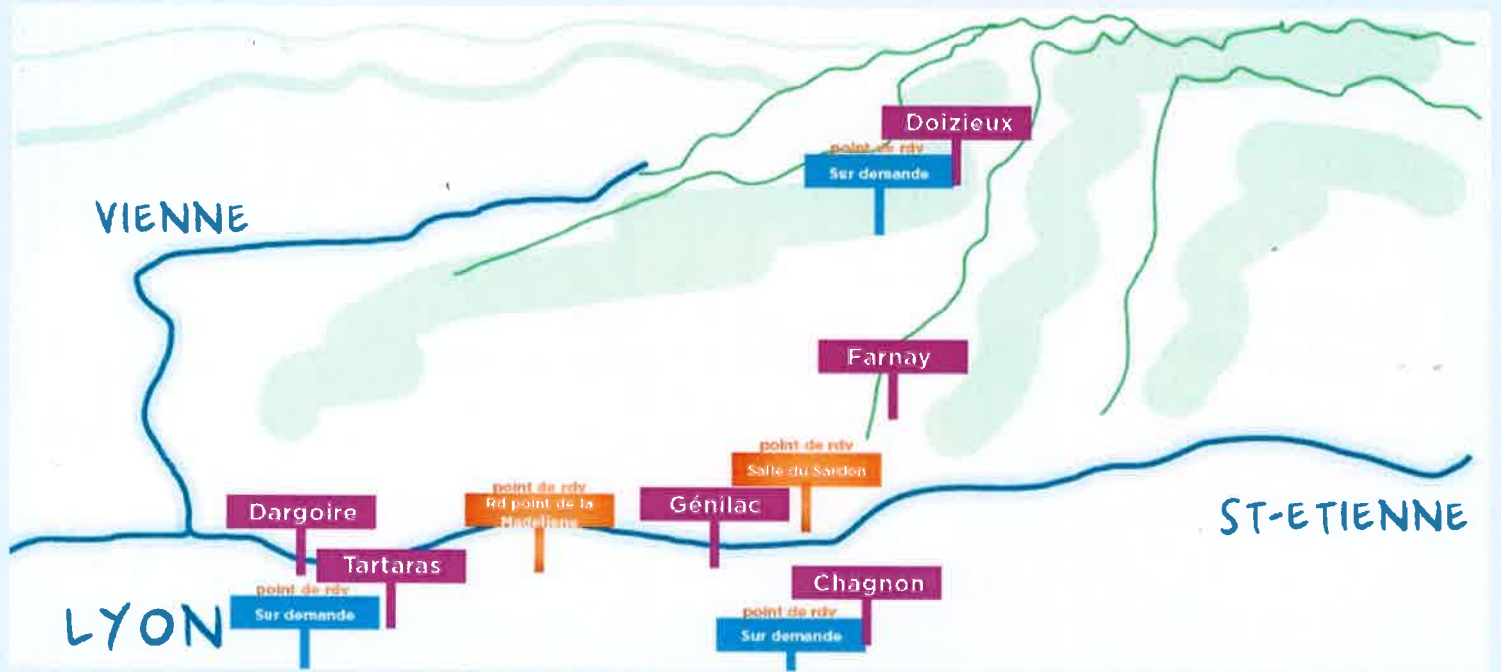 Doizieux
point de rdv
Sur demande
VIENNE
Farnay
point de rdv
Salle du Sardon
point de rdv
Rd point de la
Madeliane
Génilac
Dargoire
ST-ETIENNE
Tartaras
Chagnon
point de rdv
Sur demande
LYON
point de rdv
Sur demande